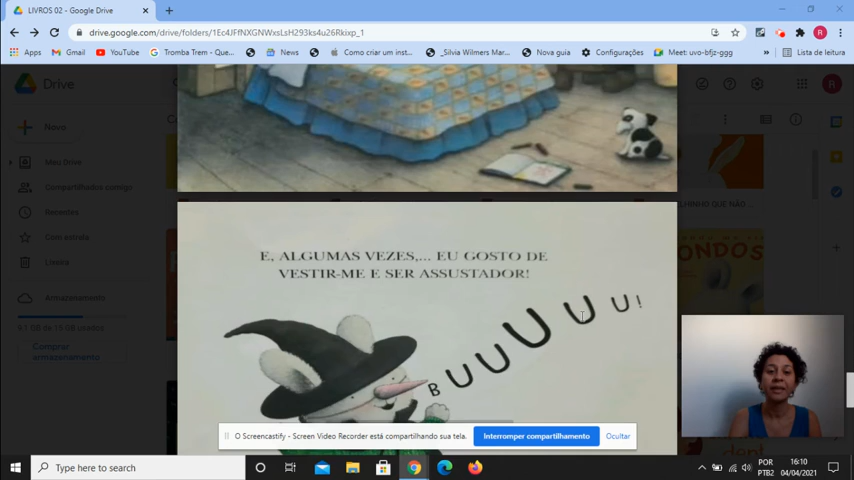 LIVROS 02 - Google Drive
drive.google.com/drive/folders/1Ec4JFfNXGNWxsLsH293ks4u26Rkixp_1
Apps Gmail YouTube Tromba Trem - Que... News Como criar um inst... _Silvia Wilmers Mar... Nova guia Configurações Meet: uvo-bfjz-ggg » Lista de leitura
Drive
R
Novo
Meu Drive
Compartilhados comigo
Recentes
Com estrela
Lixeira
Armazenamento
Comprar
armazenamento
E, ALGUMAS VEZES,... EU GOSTO DE
VESTIR-ME E SER ASSUSTADOR!
BUUUUUU!
O Screencastify - Screen Video Recorder está compartilhando sua tela. Interromper compartilhamento Ocultar
Type here to search
POR
PTB2
16:10
04/04/2021